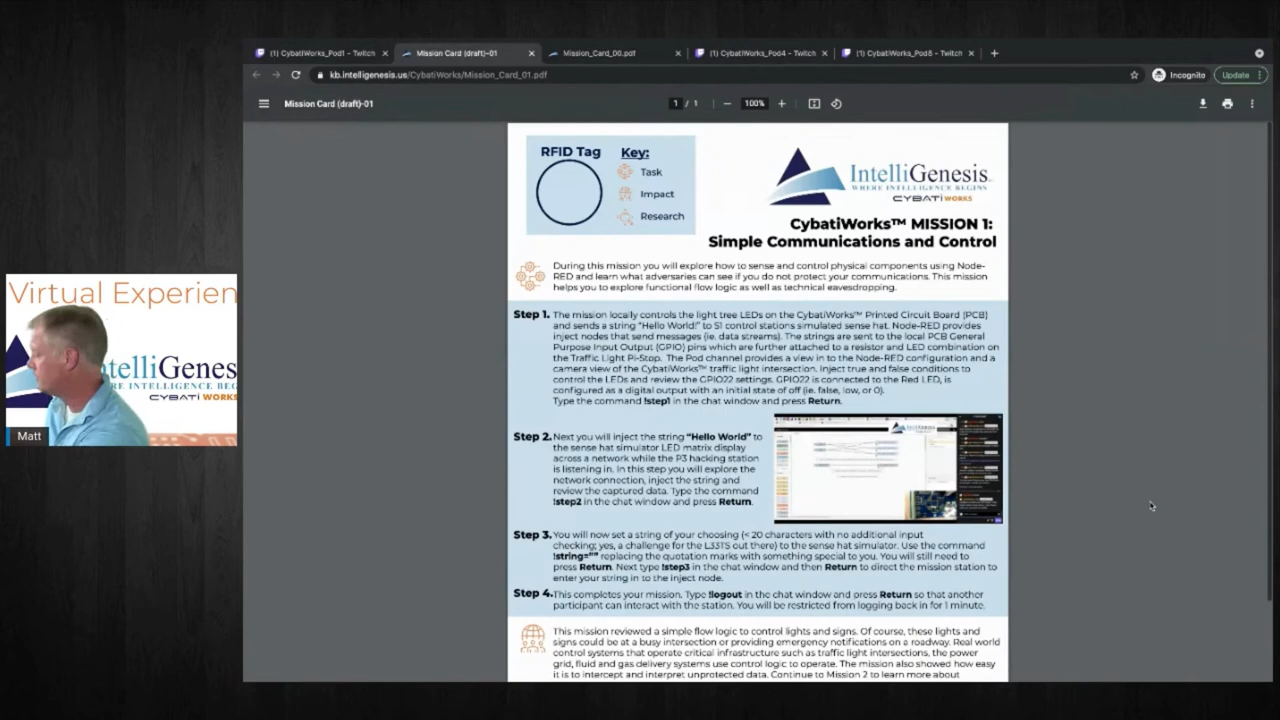 (1) CybatiWorks_Pod1 - Twitch
Mission Card (draft)-01
Mission_Card_00.pdf
(1) CybatiWorks_Pod4 - Twitch
(1) CybatiWorks_Pod8 - Twitch
kb.intelligenesis.us/CybatiWorks/Mission_Card_01.pdf
Incognito
Update
Mission Card (draft)-01
1 / 1
100%
RFID Tag
Key:
Task
Impact
Research
IntelliGenesis
WHERE INTELLIGENCE BEGINS
CYBATIWORKS
CybatiWorks™ MISSION 1:
Simple Communications and Control
During this mission you will explore how to sense and control physical components using Node-
RED and learn what adversaries can see if you do not protect your communications. This mission
helps you to explore functional flow logic as well as technical eavesdropping.
Step 1. The mission locally controls the light tree LEDs on the CybatiWorks™ Printed Circuit Board (PCB)
and sends a string "Hello World!" to S1 control stations simulated sense hat. Node-RED provides
inject nodes that send messages (ie. data streams). The strings are sent to the local PCB General
Purpose Input Output (GPIO) pins which are further attached to a resistor and LED combination on
the Traffic Light Pi-Stop. The Pod channel provides a view in to the Node-RED configuration and a
camera view of the CybatiWorks™ traffic light intersection. Inject true and false conditions to
control the LEDs and review the GPIO22 settings. GPIO22 is connected to the Red LED, is
configured as a digital output with an initial state of off (ie. false, low, or 0).
Type the command !step1 in the chat window and press Return.
Step 2. Next you will inject the string "Hello World" to
the sense hat simulator LED matrix display
across a network while the P3 hacking station
is listening in. In this step you will explore the
network connection, inject the string and
review the captured data. Type the command
!step2 in the chat window and press Return.
Step 3. You will now set a string of your choosing (< 20 characters with no additional input
checking; yes, a challenge for the L33TS out there) to the sense hat simulator. Use the command
!string="" replacing the quotation marks with something special to you. You will still need to
press Return. Next type !step3 in the chat window and then Return to direct the mission station to
enter your string in to the inject node.
Step 4. This completes your mission. Type !logout in the chat window and press Return so that another
participant can interact with the station. You will be restricted from logging back in for 1 minute.
This mission reviewed a simple flow logic to control lights and signs. Of course, these lights and
signs could be at a busy intersection or providing emergency notifications on a roadway. Real world
control systems that operate critical infrastructure such as traffic light intersections, the power
grid, fluid and gas delivery systems use control logic to operate. The mission also showed how easy
it is to intercept and interpret unprotected data. Continue to Mission 2 to learn more about
Virtual Experien
telliGenes
RE INTELLIGENCE BEG
CYBATI WORKS
Matt